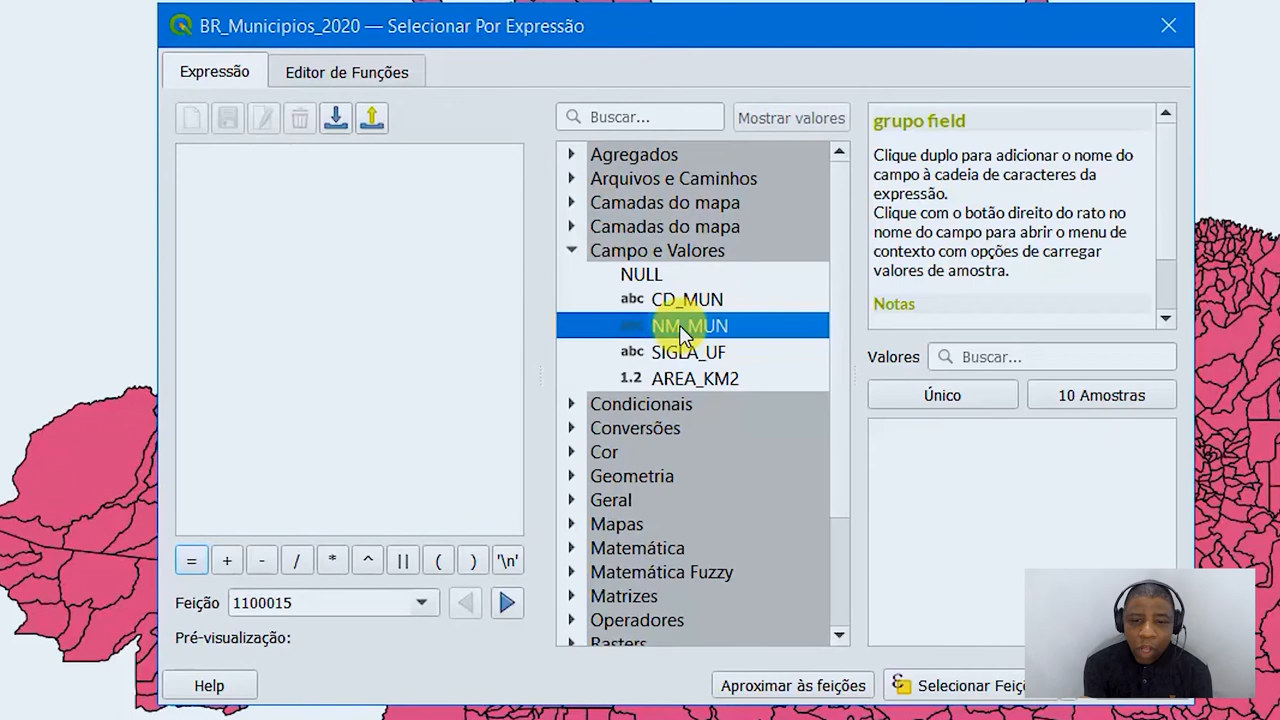 BR_Municipios_2020 — Selecionar Por Expressão
Expressão
Editor de Funções
Buscar...
Mostrar valores
Agregados
Arquivos e Caminhos
Camadas do mapa
Camadas do mapa
Campo e Valores
NULL
abc CD_MUN
abc NM_MUN
abc SIGLA_UF
1.2 AREA_KM2
Condicionais
Conversões
Cor
Geometria
Geral
Mapas
Matemática
Matemática Fuzzy
Matrizes
Operadores
Rasters
grupo field
Clique duplo para adicionar o nome do
campo à cadeia de caracteres da
expressão.
Clique com o botão direito do rato no
nome do campo para abrir o menu de
contexto com opções de carregar
valores de amostra.
Notas
Valores
Buscar...
Único
10 Amostras
= + - / * ^ || ( ) '\n'
Feição 1100015
Pré-visualização:
Help
Aproximar às feições
Selecionar Feiç